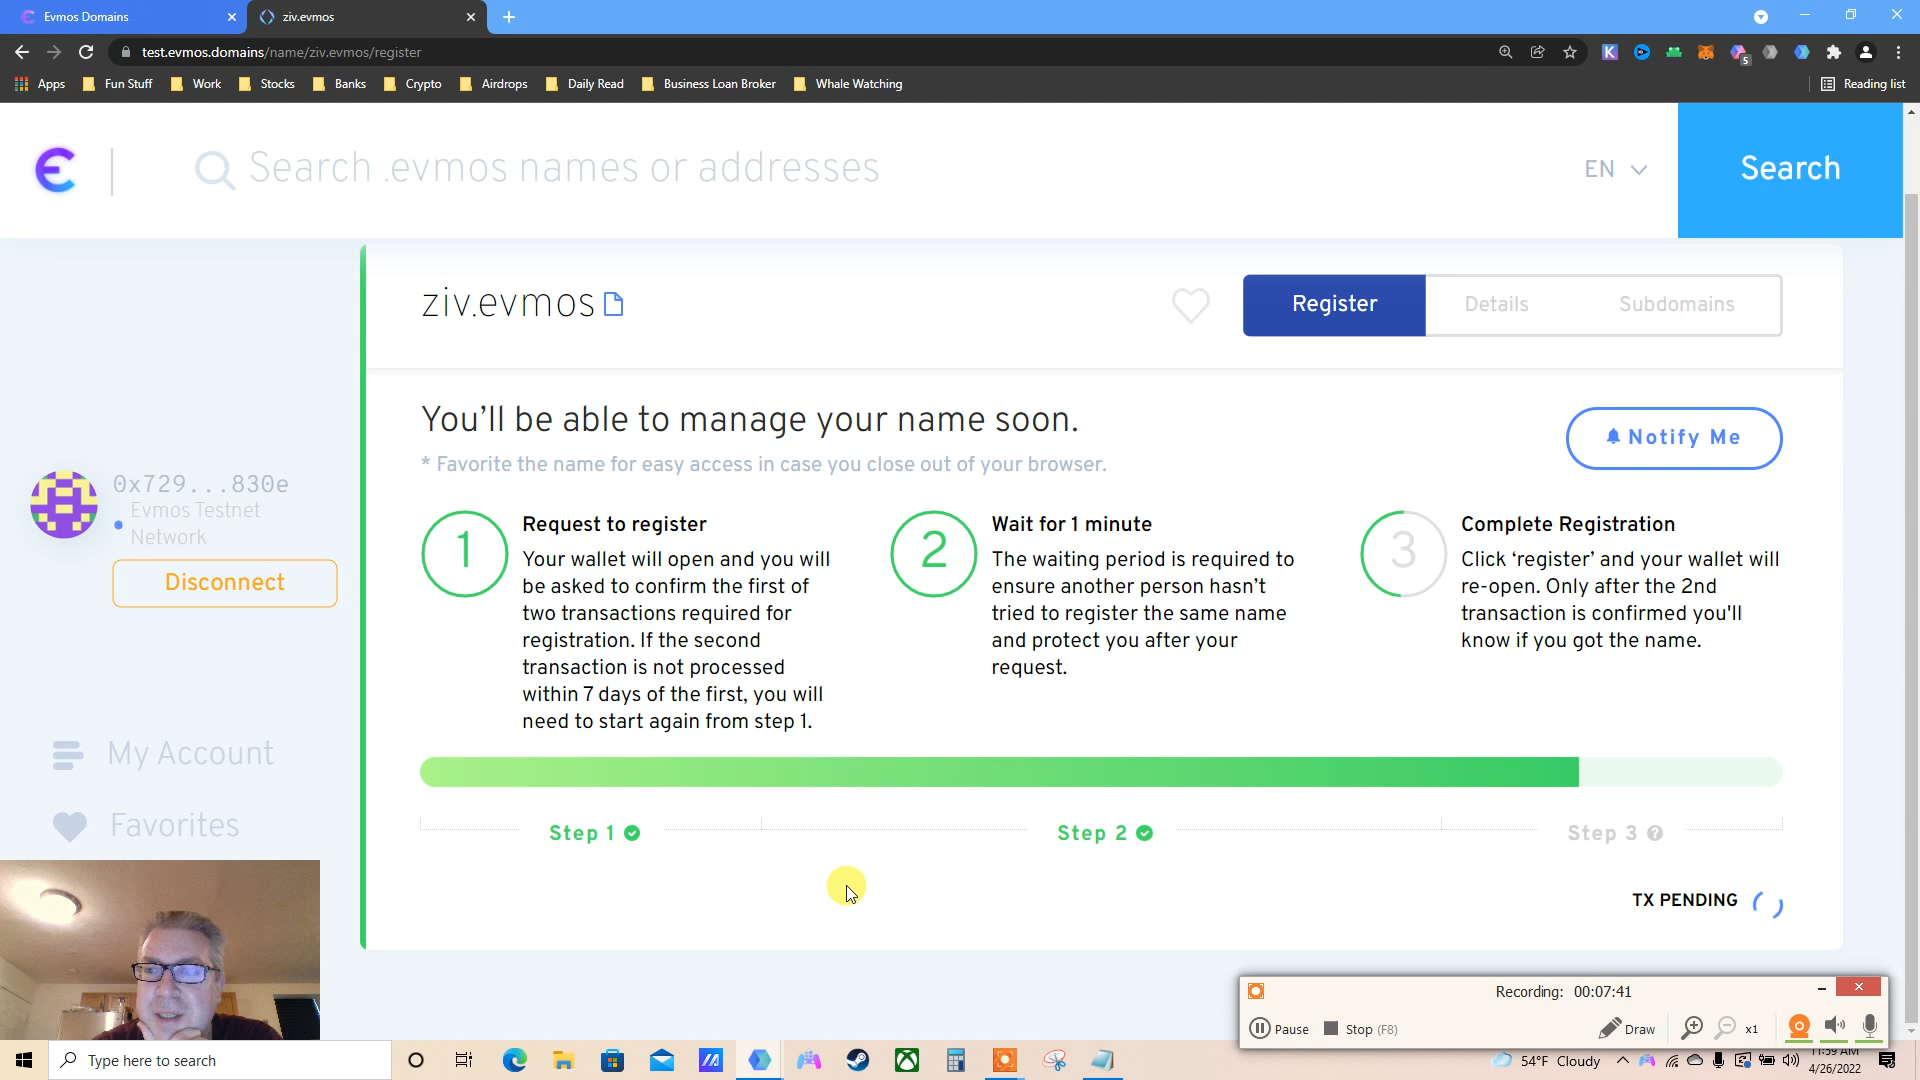 Evmos Domains
ziv.evmos
test.evmos.domains/name/ziv.evmos/register
5
Apps
Fun Stuff
Work
Stocks
Banks
Crypto
Airdrops
Daily Read
Business Loan Broker
Whale Watching
Reading list
Search .evmos names or addresses
EN
Search
ziv.evmos
Register
Details
Subdomains
You'll be able to manage your name soon.
* Favorite the name for easy access in case you close out of your browser.
Notify Me
0x729...830e
Evmos Testnet
Network
Disconnect
My Account
Favorites
1
Request to register
Your wallet will open and you will
be asked to confirm the first of
two transactions required for
registration. If the second
transaction is not processed
within 7 days of the first, you will
need to start again from step 1.
2
Wait for 1 minute
The waiting period is required to
ensure another person hasn't
tried to register the same name
and protect you after your
request.
3
Complete Registration
Click ‘register’ and your wallet will
re-open. Only after the 2nd
transaction is confirmed you'll
know if you got the name.
Step 1
Step 2
Step 3
TX PENDING
Recording: 00:07:41
Pause
Stop (F8)
Draw
x1
Type here to search
54°F Cloudy
11:59 AM
4/26/2022